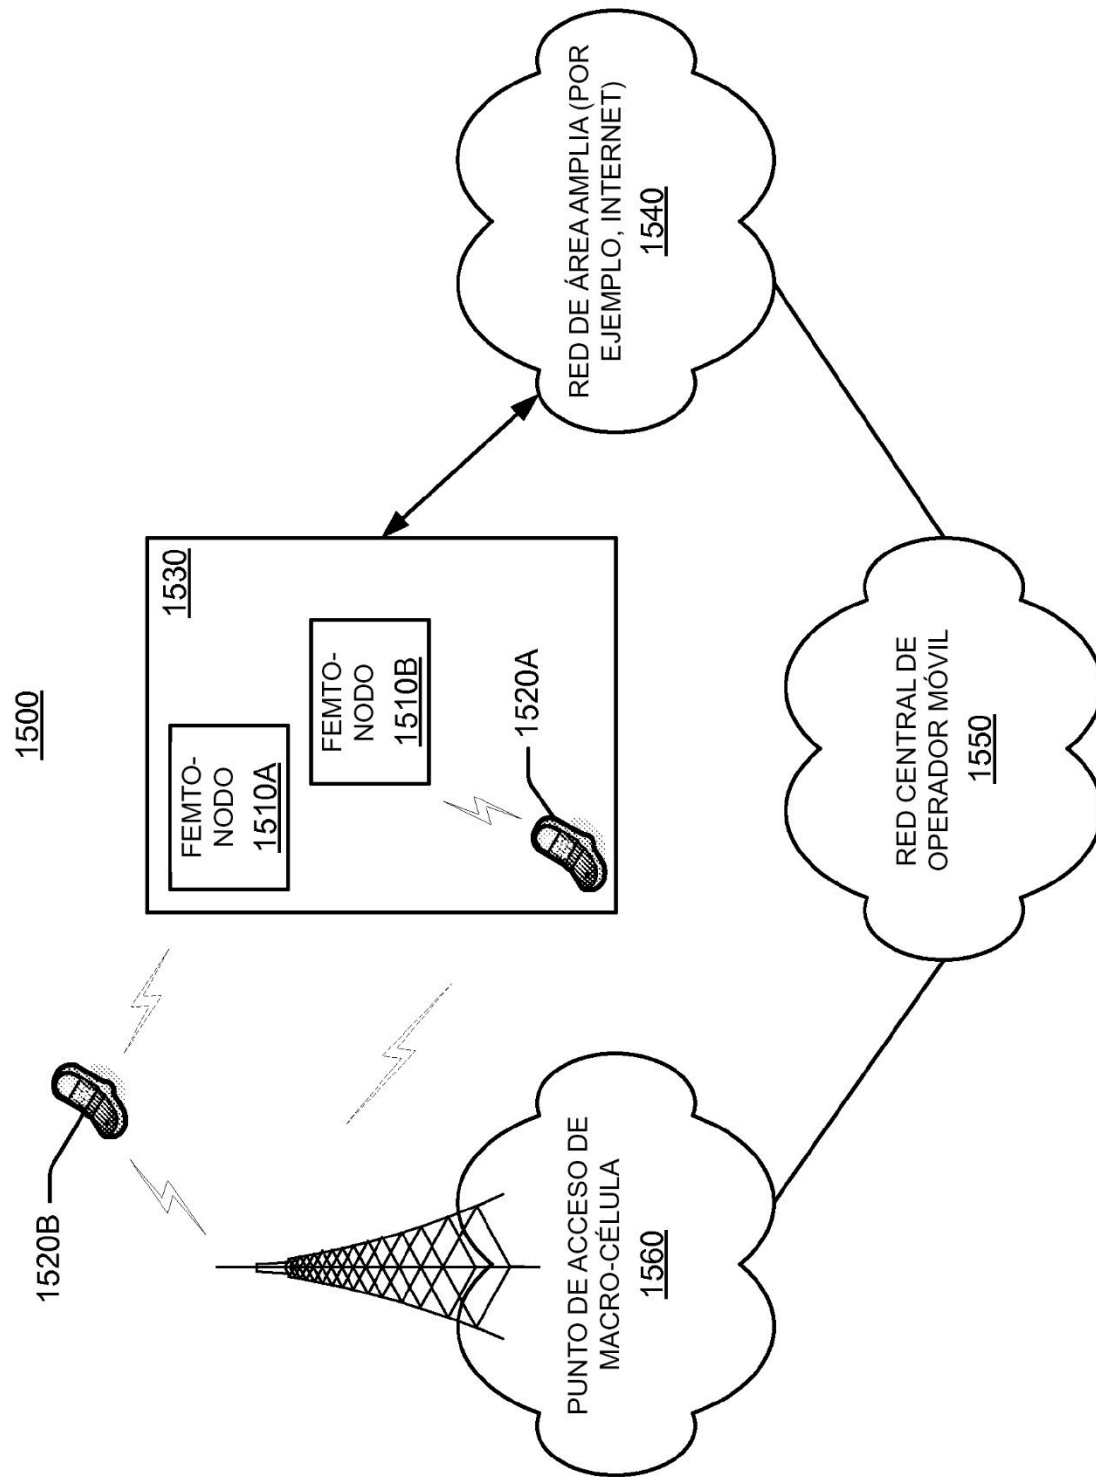 1500
1520B
1530
FEMTO-
NODO
1510A
FEMTO-
NODO
1510B
1520A
PUNTO DE ACCESO DE
MACRO-CÉLULA
1560
RED DE ÁREA AMPLIA (POR
EJEMPLO, INTERNET)
1540
RED CENTRAL DE
OPERADOR MÓVIL
1550